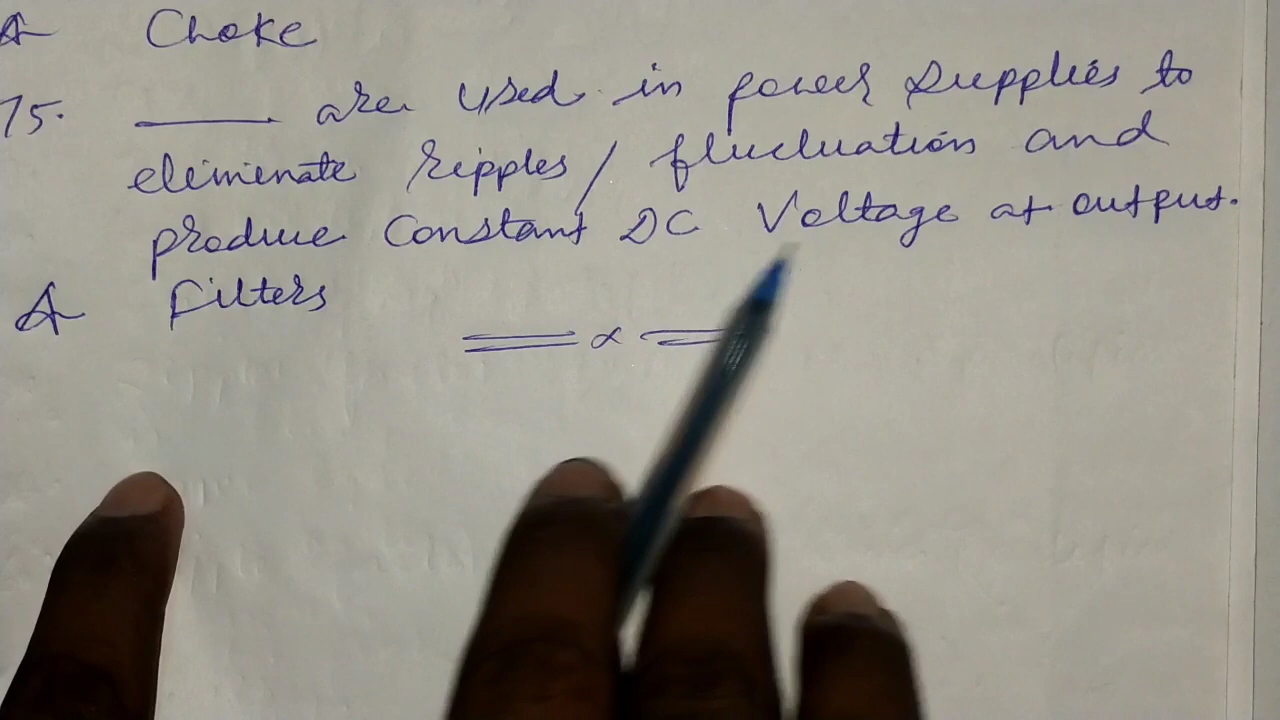 A Choke
75. ______ are used in power supplies to
eliminate ripples/fluctuation and
produce Constant DC Voltage at output.
A Filters